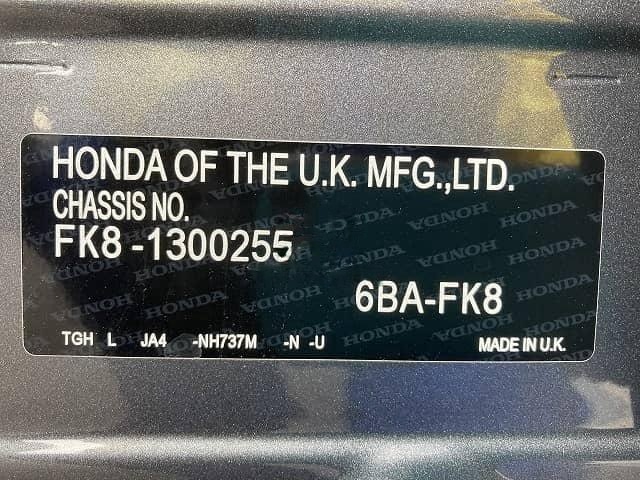 HONDA OF THE U.K. MFG.,LTD.
CHASSIS NO.
FK8 -1300255
6BA-FK8
TGH L JA4 -NH737M -N -U MADE IN U.K.